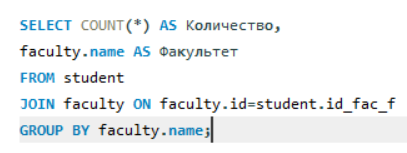 SELECT COUNT(*) AS Количество,
faculty.name AS Факультет
FROM student
JOIN faculty ON faculty.id=student.id_fac_f
GROUP BY faculty.name;